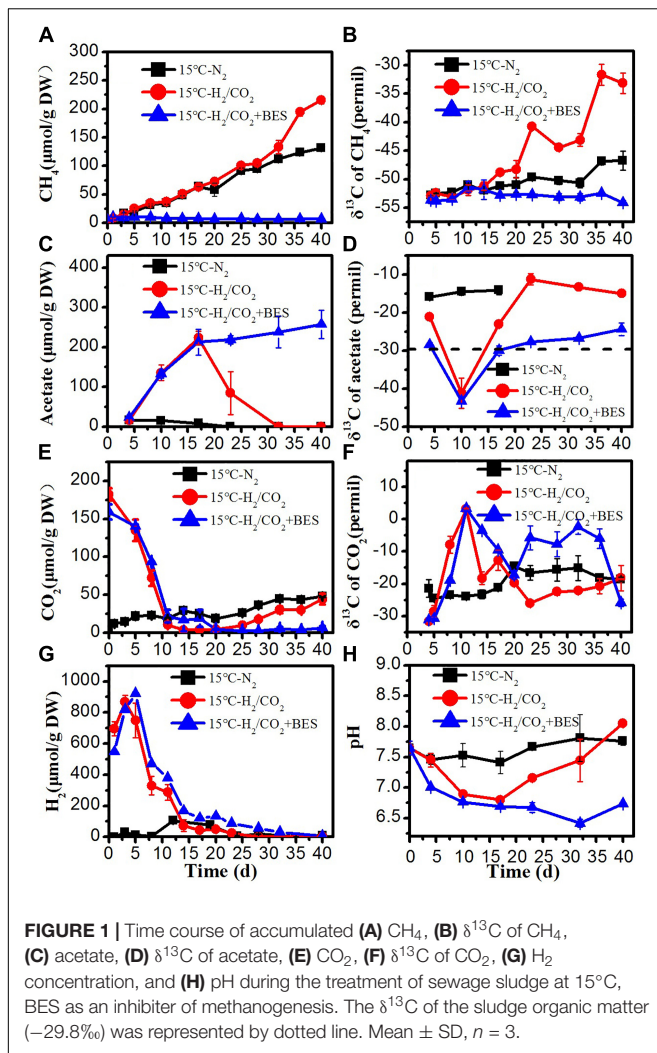 A
15°C-N₂
15°C-H₂/CO₂
15°C-H₂/CO₂+BES
CH₄(μmol/g DW)
300
250
200
150
100
50
0
0 5 10 15 20 25 30 35 40
B
15°C-N₂
15°C-H₂/CO₂
15°C-H₂/CO₂+BES
δ¹³C of CH₄(permil)
-30
-35
-40
-45
-50
-55
0 5 10 15 20 25 30 35 40
C
15°C-N₂
15°C-H₂/CO₂
15°C-H₂/CO₂+BES
Acetate (μmol/g DW)
400
300
200
100
0
0 5 10 15 20 25 30 35 40
D
15°C-N₂
15°C-H₂/CO₂
15°C-H₂/CO₂+BES
δ¹³C of acetate (permil)
-10
-20
-30
-40
-50
0 5 10 15 20 25 30 35 40
E
15°C-N₂
15°C-H₂/CO₂
15°C-H₂/CO₂+BES
CO₂(μmol/g DW)
200
150
100
50
0
0 5 10 15 20 25 30 35 40
F
15°C-N₂
15°C-H₂/CO₂
15°C-H₂/CO₂+BES
δ¹³C of CO₂(permil)
20
10
0
-10
-20
-30
0 5 10 15 20 25 30 35 40
G
15°C-N₂
15°C-H₂/CO₂
15°C-H₂/CO₂+BES
H₂(μmol/g DW)
1000
900
800
700
600
500
400
300
200
100
0
0 5 10 15 20 25 30 35 40
Time (d)
H
15°C-N₂
15°C-H₂/CO₂
15°C-H₂/CO₂+BES
pH
9.0
8.5
8.0
7.5
7.0
6.5
0 5 10 15 20 25 30 35 40
Time (d)
FIGURE 1 | Time course of accumulated (A) CH₄, (B) δ¹³C of CH₄,
(C) acetate, (D) δ¹³C of acetate, (E) CO₂, (F) δ¹³C of CO₂, (G) H₂
concentration, and (H) pH during the treatment of sewage sludge at 15°C,
BES as an inhibiter of methanogenesis. The δ¹³C of the sludge organic matter
(−29.8‰) was represented by dotted line. Mean ± SD, n = 3.